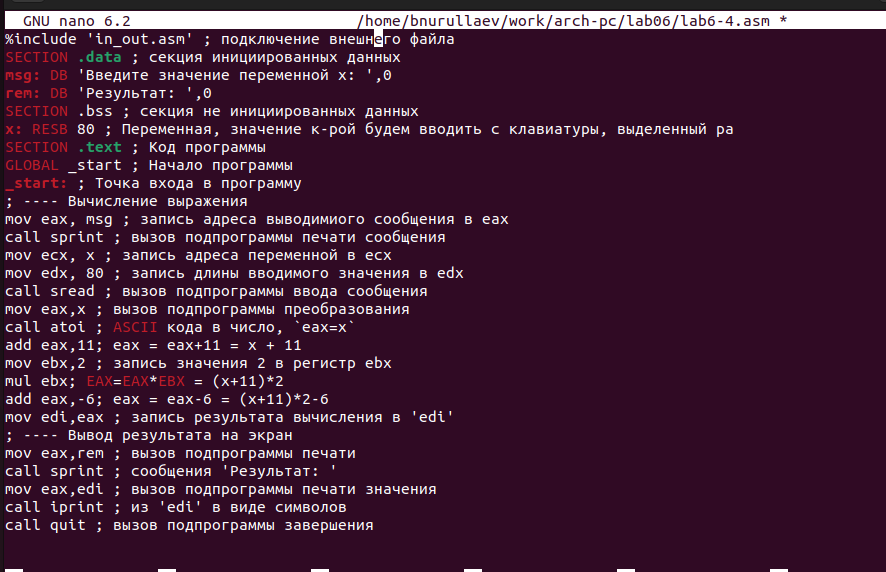 GNU nano 6.2 /home/bnurullaev/work/arch-pc/lab06/lab6-4.asm *
%include 'in_out.asm' ; подключение внешнего файла
SECTION .data ; секция инициированных данных
msg: DB 'Введите значение переменной x: ',0
rem: DB 'Результат: ',0
SECTION .bss ; секция не инициированных данных
x: RESB 80 ; Переменная, значение к-рой будем вводить с клавиатуры, выделенный ра
SECTION .text ; Код программы
GLOBAL _start ; Начало программы
_start: ; Точка входа в программу
; ---- Вычисление выражения
mov eax, msg ; запись адреса выводимиого сообщения в eax
call sprint ; вызов подпрограммы печати сообщения
mov ecx, x ; запись адреса переменной в ecx
mov edx, 80 ; запись длины вводимого значения в edx
call sread ; вызов подпрограммы ввода сообщения
mov eax,x ; вызов подпрограммы преобразования
call atoi ; ASCII кода в число, `eax=x`
add eax,11; eax = eax+11 = x + 11
mov ebx,2 ; запись значения 2 в регистр ebx
mul ebx; EAX=EAX*EBX = (x+11)*2
add eax,-6; eax = eax-6 = (x+11)*2-6
mov edi,eax ; запись результата вычисления в 'edi'
; ---- Вывод результата на экран
mov eax,rem ; вызов подпрограммы печати
call sprint ; сообщения 'Результат: '
mov eax,edi ; вызов подпрограммы печати значения
call iprint ; из 'edi' в виде символов
call quit ; вызов подпрограммы завершения